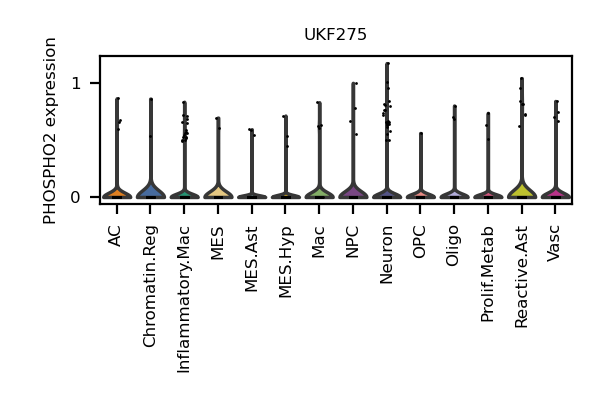 UKF275
PHOSPHO2 expression
1
0
AC
Chromatin.Reg
Inflammatory.Mac
MES
MES.Ast
MES.Hyp
Mac
NPC
Neuron
OPC
Oligo
Prolif.Metab
Reactive.Ast
Vasc